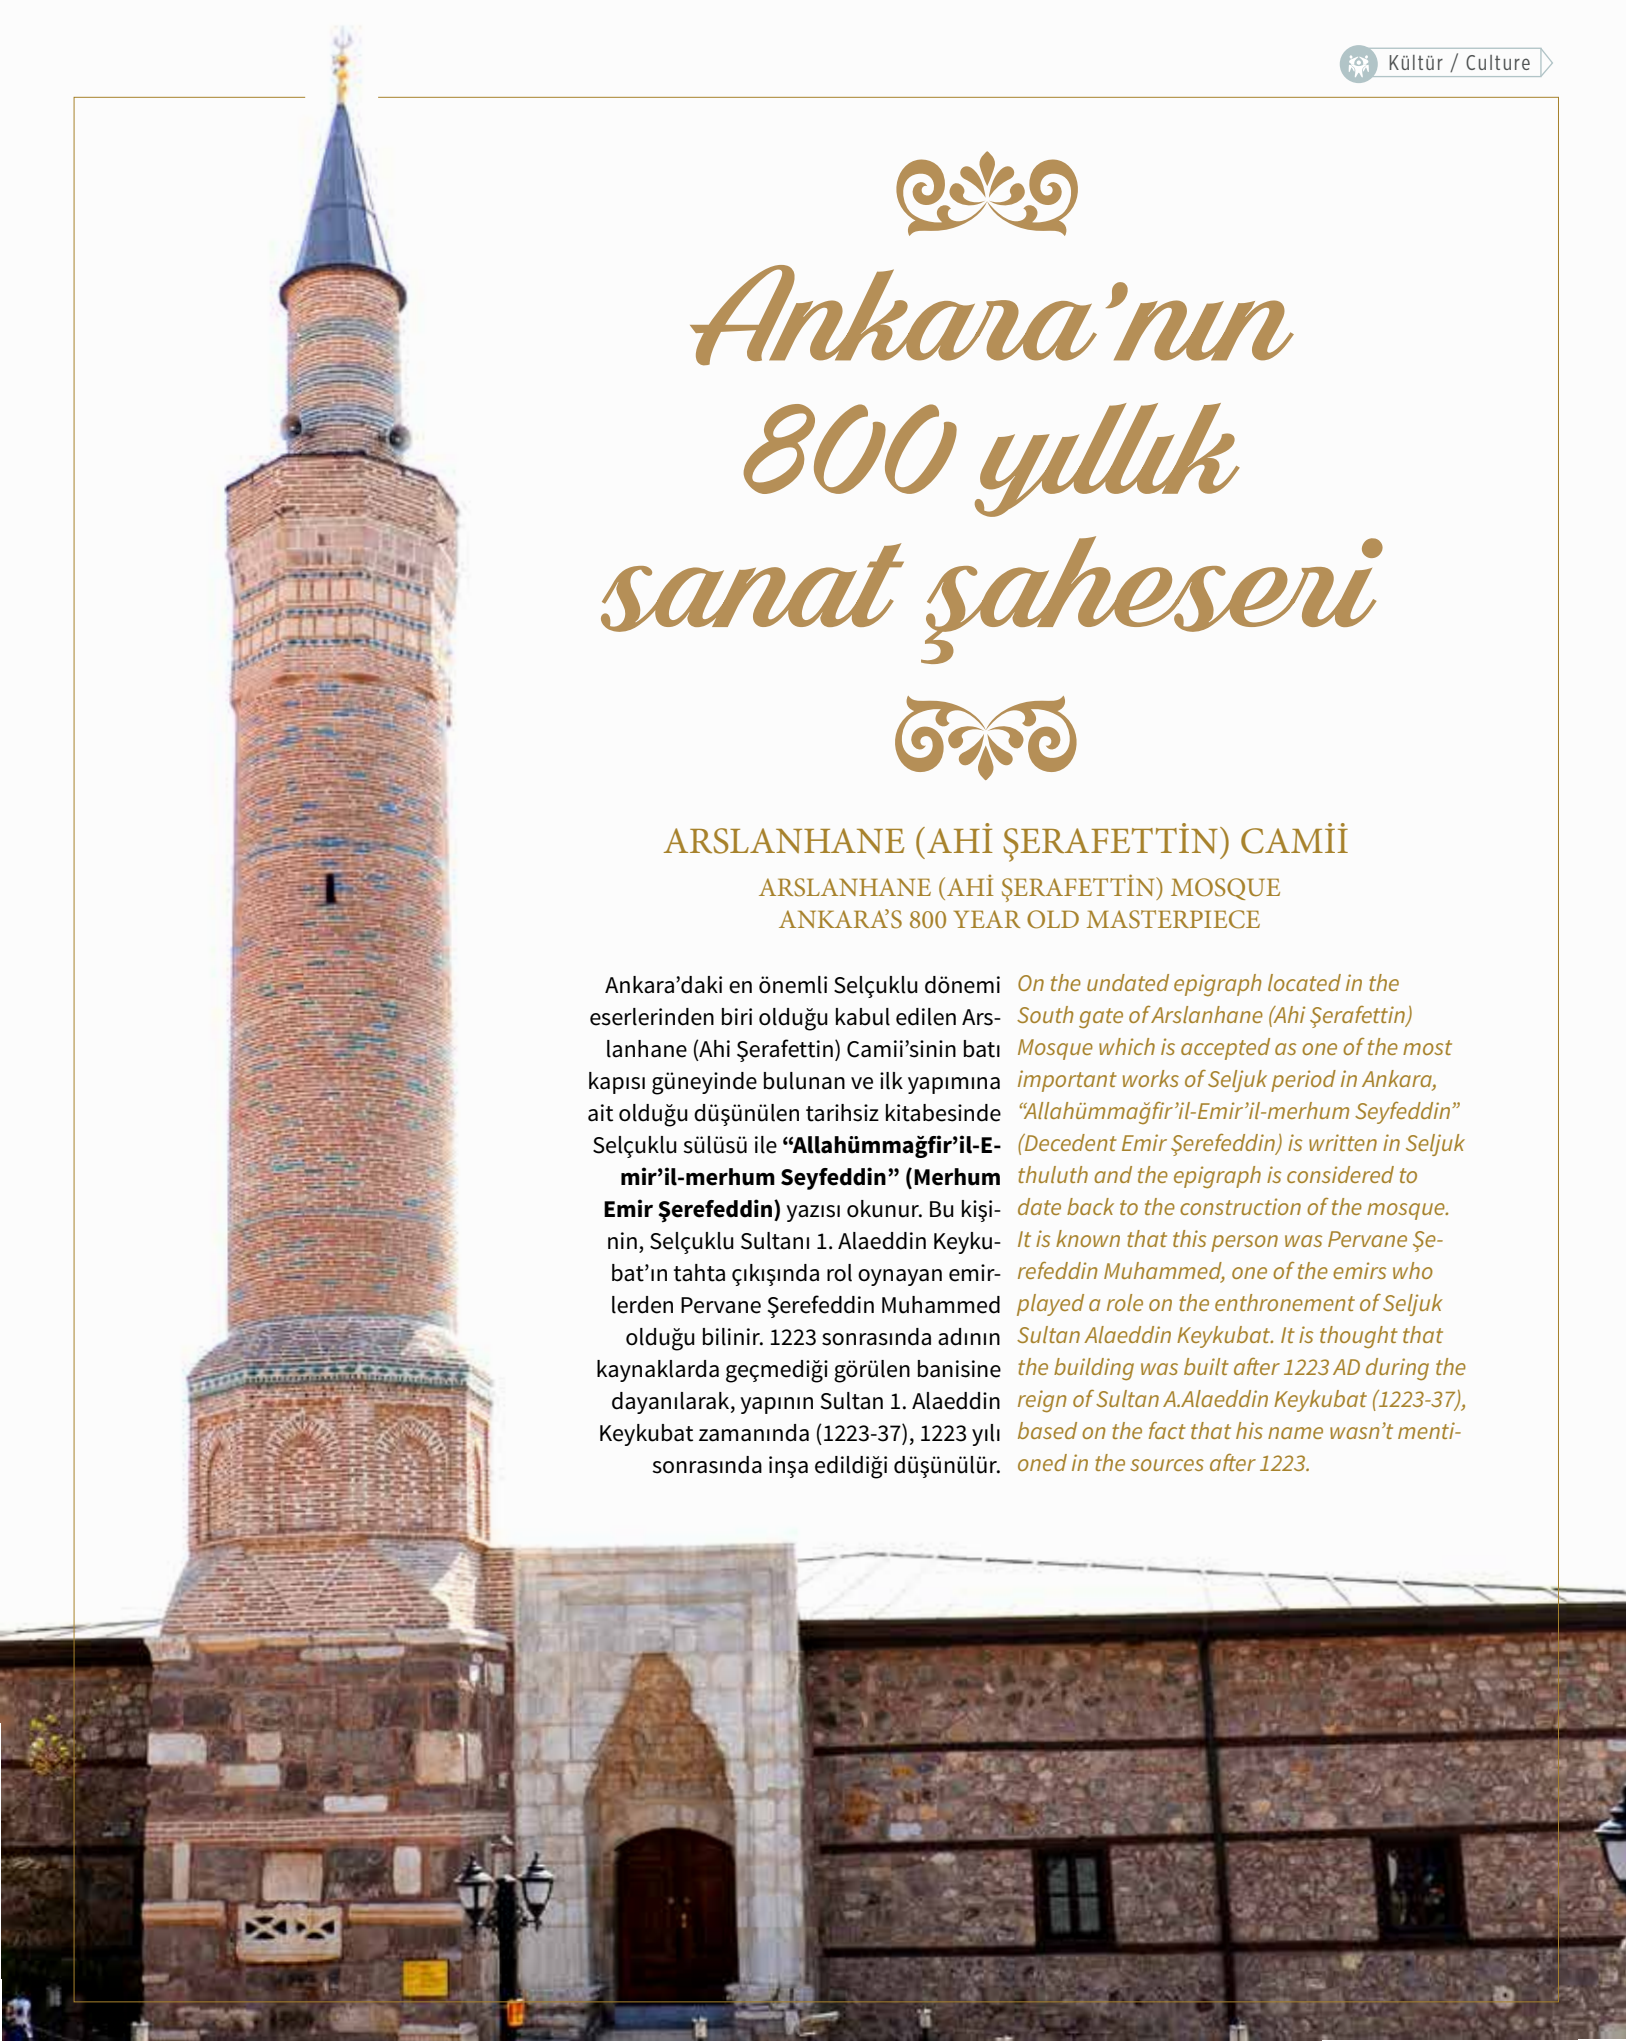 Kültür / Culture
Ankara’nın
800 yıllık
sanat şaheseri
ARSLANHANE (AHİ ŞERAFETTİN) CAMİİ
ARSLANHANE (AHİ ŞERAFETTİN) MOSQUE
ANKARA’S 800 YEAR OLD MASTERPIECE
Ankara’daki en önemli Selçuklu dönemi
eserlerinden biri olduğu kabul edilen Ars-
lanhane (Ahi Şerafettin) Camii’sinin batı
kapısı güneyinde bulunan ve ilk yapımına
ait olduğu düşünülen tarihsiz kitabesinde
Selçuklu sülüsü ile “Allahümmağfir’il-E-
mir’il-merhum Seyfeddin” (Merhum
Emir Şerefeddin) yazısı okunur. Bu kişi-
nin, Selçuklu Sultanı 1. Alaeddin Keyku-
bat’ın tahta çıkışında rol oynayan emir-
lerden Pervane Şerefeddin Muhammed
olduğu bilinir. 1223 sonrasında adının
kaynaklarda geçmediği görülen banisine
dayanılarak, yapının Sultan 1. Alaeddin
Keykubat zamanında (1223-37), 1223 yılı
sonrasında inşa edildiği düşünülür.
On the undated epigraph located in the
South gate of Arslanhane (Ahi Şerafettin)
Mosque which is accepted as one of the most
important works of Seljuk period in Ankara,
“Allahümmağfir’il-Emir’il-merhum Seyfeddin”
(Decedent Emir Şerefeddin) is written in Seljuk
thuluth and the epigraph is considered to
date back to the construction of the mosque.
It is known that this person was Pervane Şe-
refeddin Muhammed, one of the emirs who
played a role on the enthronement of Seljuk
Sultan Alaeddin Keykubat. It is thought that
the building was built after 1223 AD during the
reign of Sultan A.Alaeddin Keykubat (1223-37),
based on the fact that his name wasn’t menti-
oned in the sources after 1223.